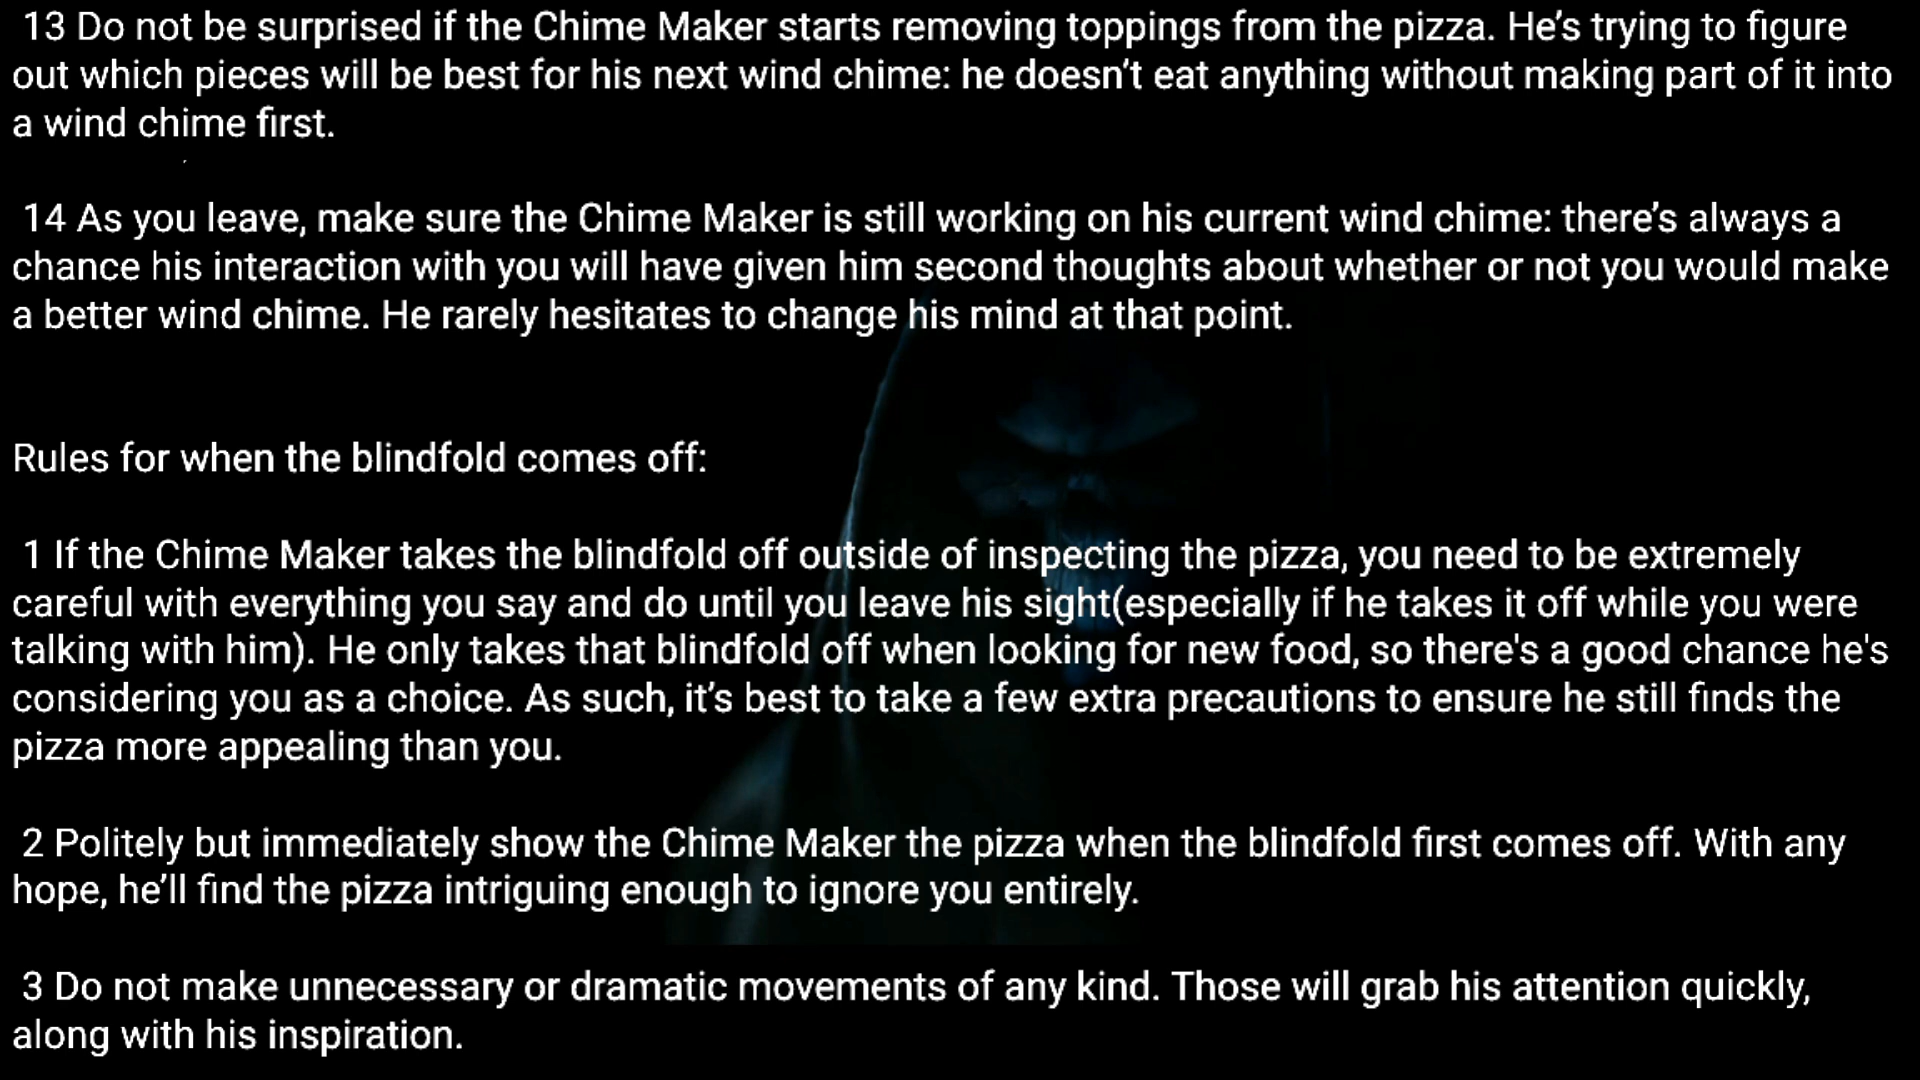 13 Do not be surprised if the Chime Maker starts removing toppings from the pizza. He’s trying to figure
out which pieces will be best for his next wind chime: he doesn’t eat anything without making part of it into
a wind chime first.
14 As you leave, make sure the Chime Maker is still working on his current wind chime: there’s always a
chance his interaction with you will have given him second thoughts about whether or not you would make
a better wind chime. He rarely hesitates to change his mind at that point.
Rules for when the blindfold comes off:
1 If the Chime Maker takes the blindfold off outside of inspecting the pizza, you need to be extremely
careful with everything you say and do until you leave his sight(especially if he takes it off while you were
talking with him). He only takes that blindfold off when looking for new food, so there's a good chance he's
considering you as a choice. As such, it’s best to take a few extra precautions to ensure he still finds the
pizza more appealing than you.
2 Politely but immediately show the Chime Maker the pizza when the blindfold first comes off. With any
hope, he’ll find the pizza intriguing enough to ignore you entirely.
3 Do not make unnecessary or dramatic movements of any kind. Those will grab his attention quickly,
along with his inspiration.